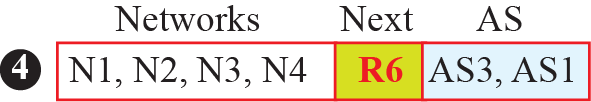 Networks Next AS
4 N1, N2, N3, N4 R6 AS3, AS1